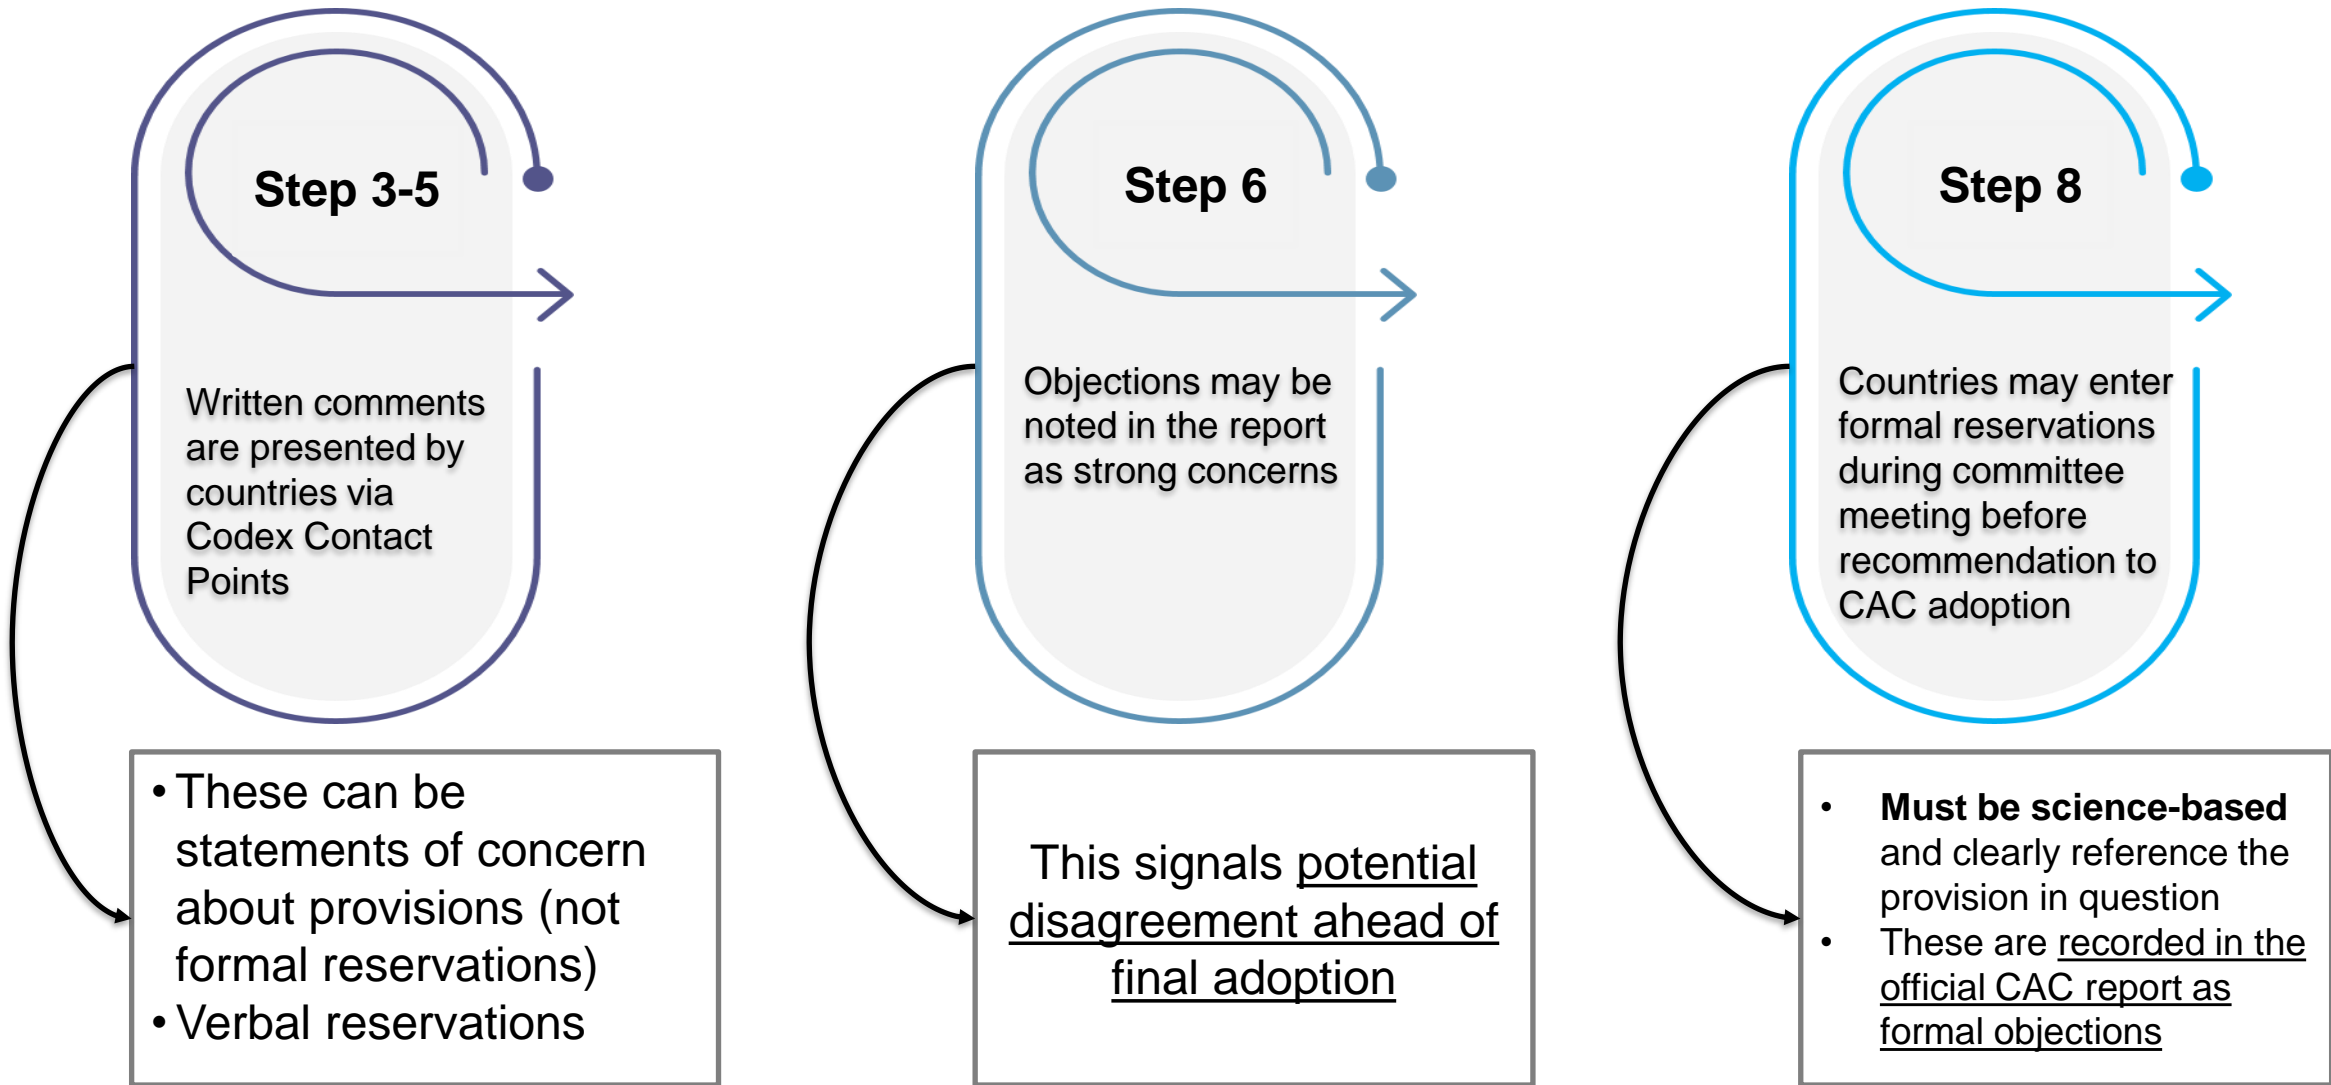 Step 3-5
Written comments
are presented by
countries via
Codex Contact
Points
• These can be
statements of concern
about provisions (not
formal reservations)
• Verbal reservations
Step 6
Objections may be
noted in the report
as strong concerns
This signals potential
disagreement ahead of
final adoption
Step 8
Countries may enter
formal reservations
during committee
meeting before
recommendation to
CAC adoption
• Must be science-based
and clearly reference the
provision in question
• These are recorded in the
official CAC report as
formal objections